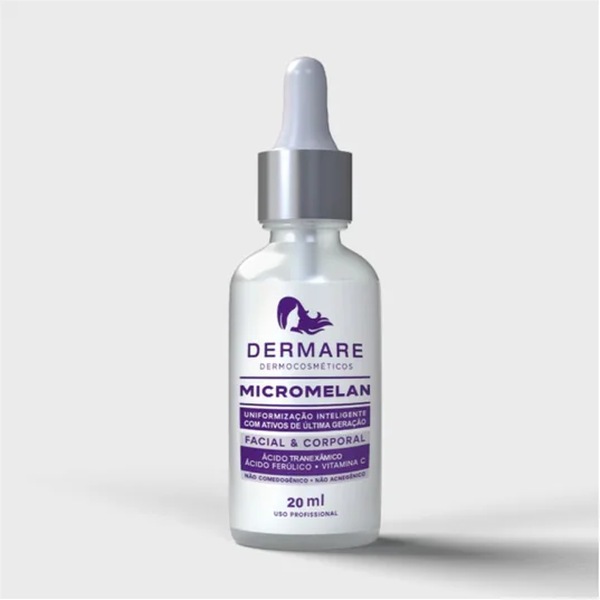 DERMARE
DERMOCOSMÉTICOS
MICROMELAN
UNIFORMIZAÇÃO INTELIGENTE
COM ATIVOS DE ÚLTIMA GERAÇÃO
FACIAL & CORPORAL
ÁCIDO TRANEXÂMICO
ÁCIDO FERÚLICO • VITAMINA C
NÃO COMEDOGÊNICO • NÃO ACNEGÊNICO
20 ml
USO PROFISSIONAL